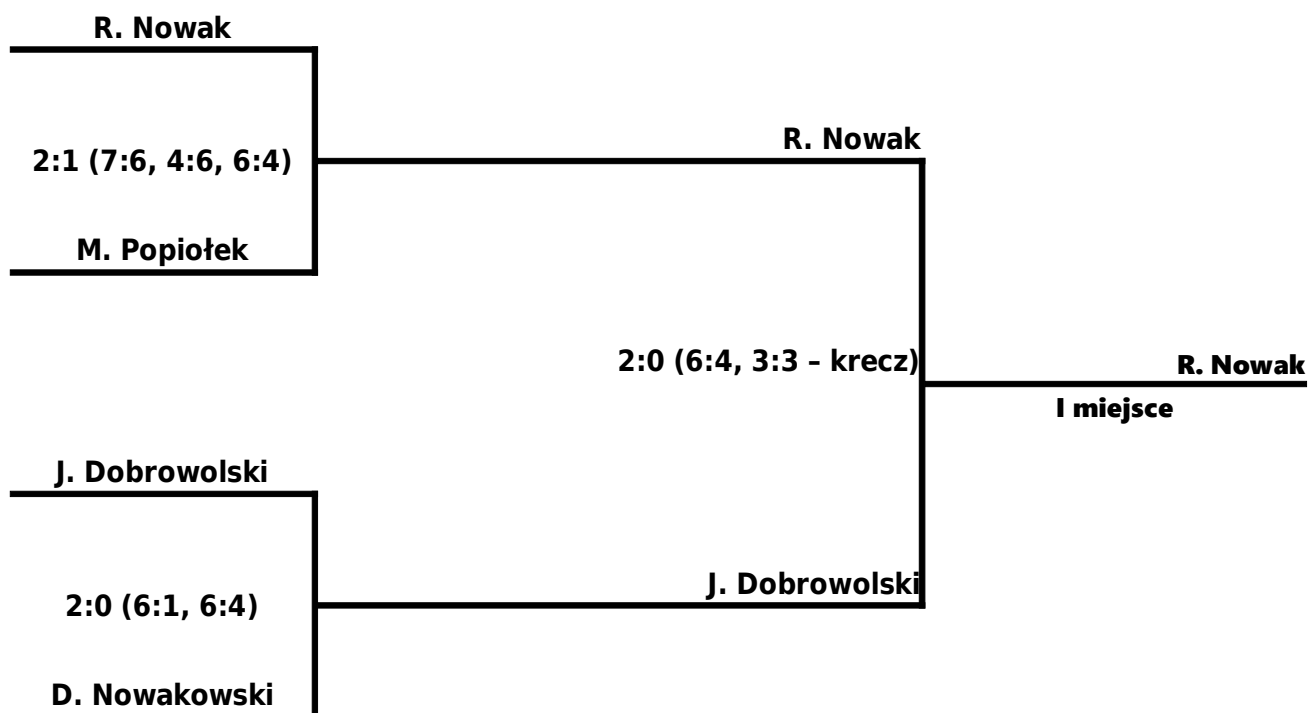 R. Nowak
2:1 (7:6, 4:6, 6:4)
M. Popiołek
R. Nowak
2:0 (6:4, 3:3 – krecz)
R. Nowak
I miejsce
J. Dobrowolski
2:0 (6:1, 6:4)
D. Nowakowski
J. Dobrowolski